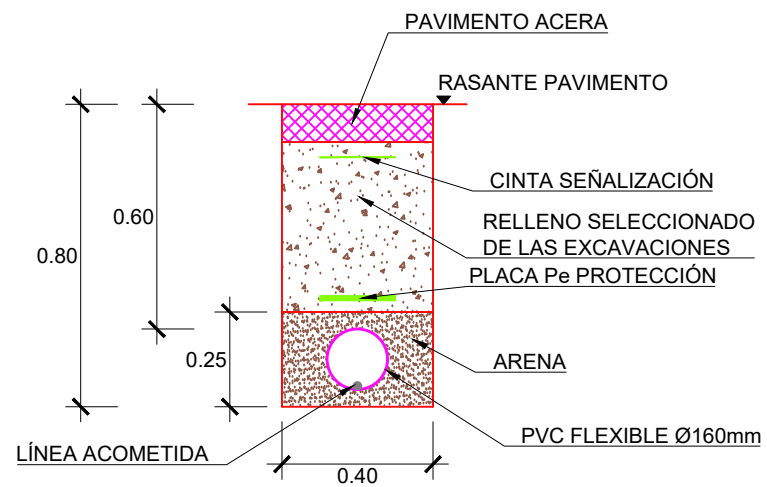 PAVIMENTO ACERA
RASANTE PAVIMENTO
CINTA SEÑALIZACIÓN
0.60
RELLENO SELECCIONADO
DE LAS EXCAVACIONES
0.80
PLACA Pe PROTECCIÓN
0.25
ARENA
PVC FLEXIBLE Ø160mm
LÍNEA ACOMETIDA
0.40